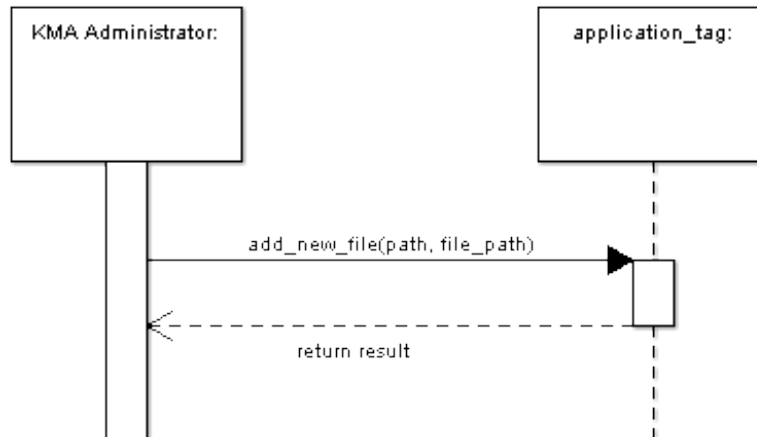 KMA Administrator:
application_tag:
add_new_file(path, file_path)
return result